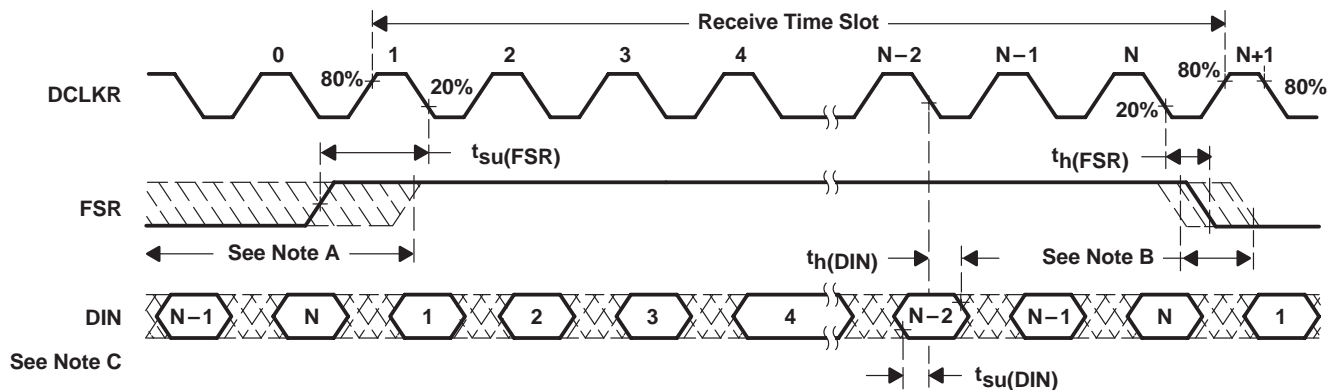 Receive Time Slot
0 1 2 3 4 N–2 N–1 N N+1
80% 20% 80% 80%
DCLKR
20%
tsu(FSR) th(FSR)
FSR
See Note A th(DIN) See Note B
DIN N–1 N 1 2 3 4 N–2 N–1 N 1
See Note C
tsu(DIN)